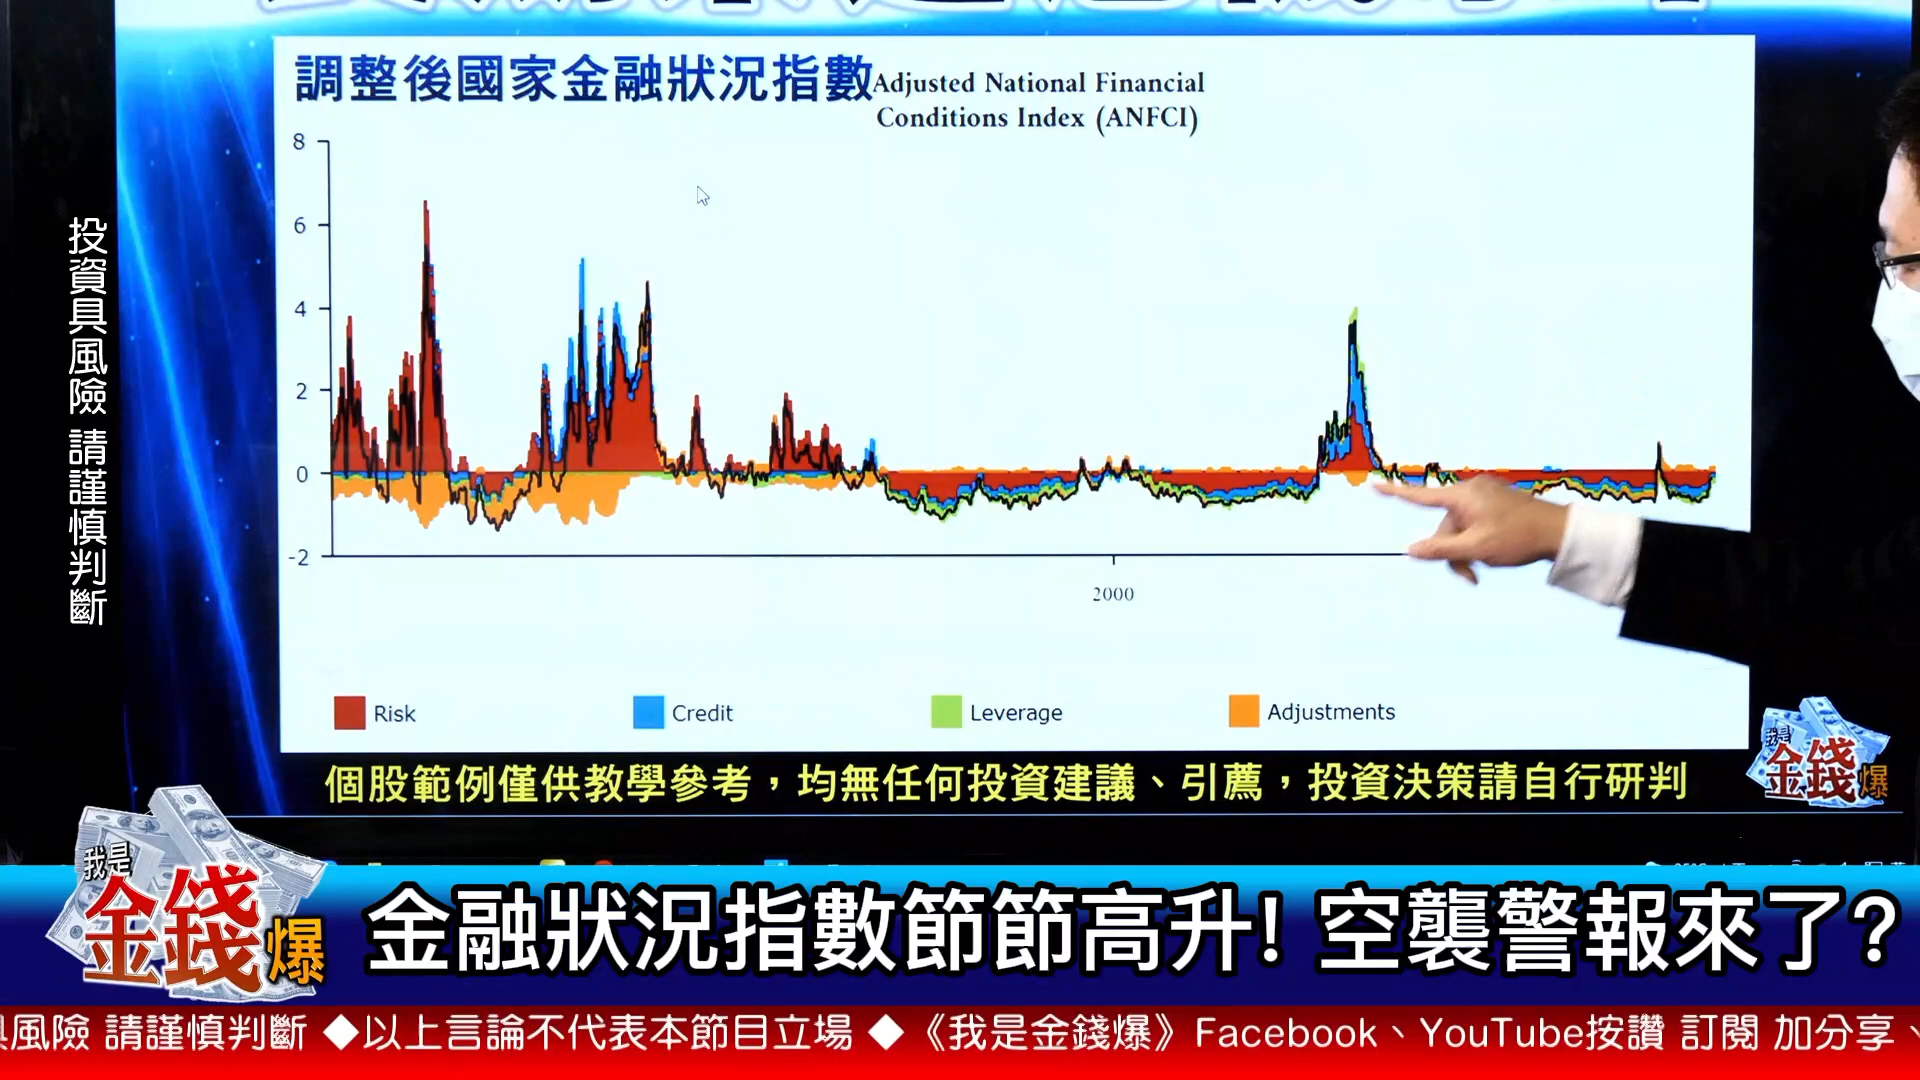 調整後國家金融狀況指數 Adjusted National Financial
Conditions Index (ANFCI)
8
6
4
2
0
-2
2000
Risk
Credit
Leverage
Adjustments
投資具風險 請謹慎判斷
個股範例僅供教學參考，均無任何投資建議、引薦，投資決策請自行研判
我是
金錢爆
我是
金錢爆
金融狀況指數節節高升! 空襲警報來了?
風險 請謹慎判斷 ◆以上言論不代表本節目立場 ◆《我是金錢爆》Facebook、YouTube按讚 訂閱 加分享、